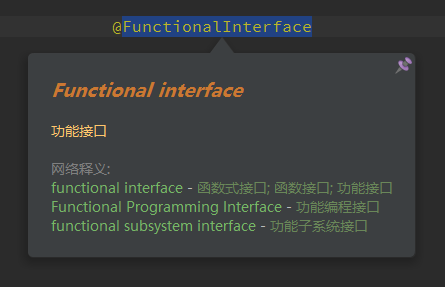 @FunctionalInterface
Functional interface
功能接口
网络释义:
functional interface - 函数式接口; 函数接口; 功能接口
Functional Programming Interface - 功能编程接口
functional subsystem interface - 功能子系统接口